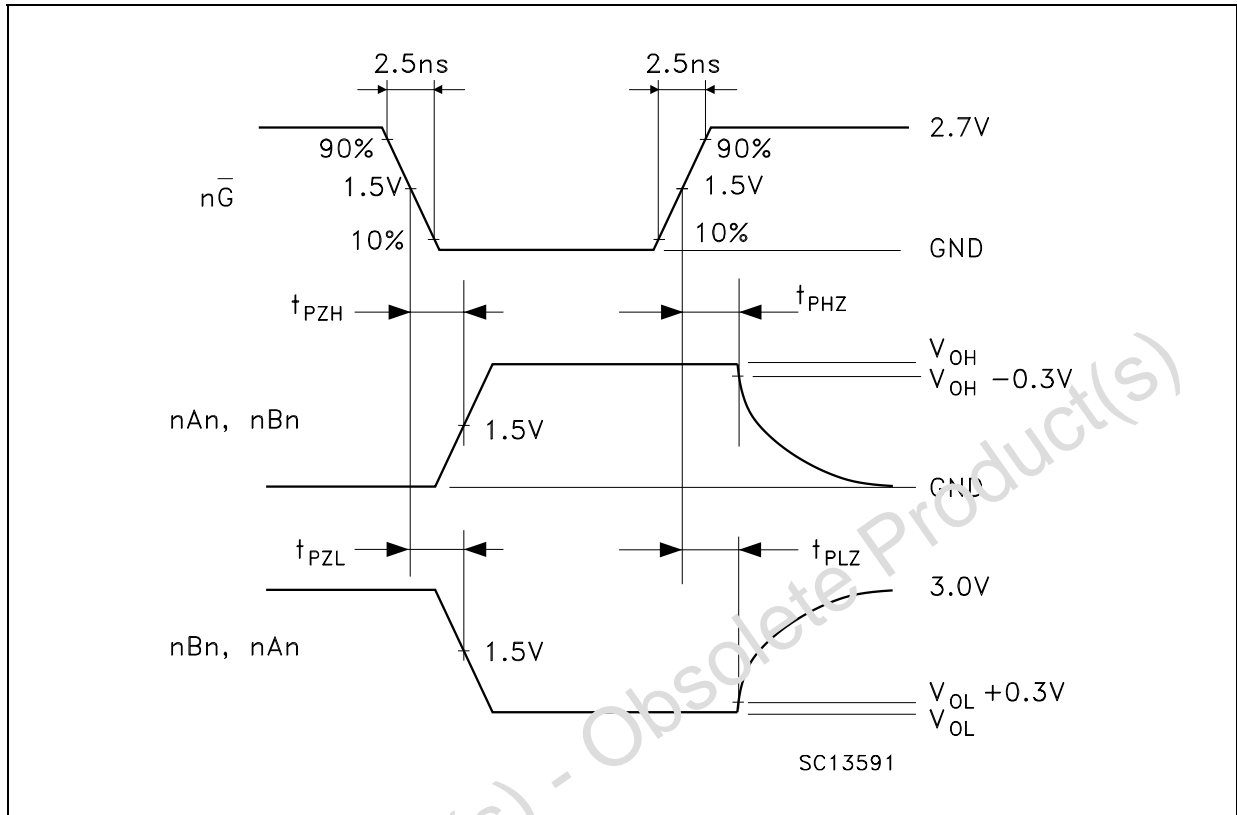 2.5ns 2.5ns
2.7V
90% 90%
nG̅ 1.5V 1.5V
10% 10%
GND
tPZH tPHZ
VOH
VOH −0.3V
nAn, nBn 1.5V
GND
tPZL tPLZ
3.0V
nBn, nAn 1.5V
VOL +0.3V
VOL
SC13591
(s) - Obsolete Product(s)